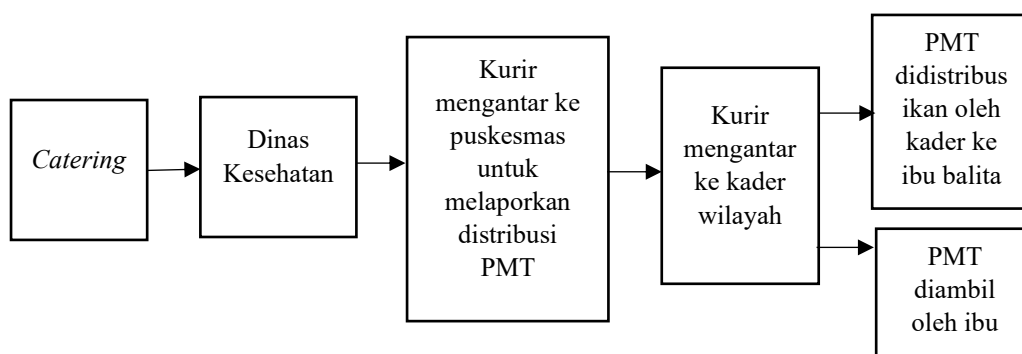 Catering
Dinas
Kesehatan
Kurir
mengantar ke
puskesmas
untuk
melaporkan
distribusi
PMT
Kurir
mengantar
ke kader
wilayah
PMT
didistribus
ikan oleh
kader ke
ibu balita
PMT
diambil
oleh ibu